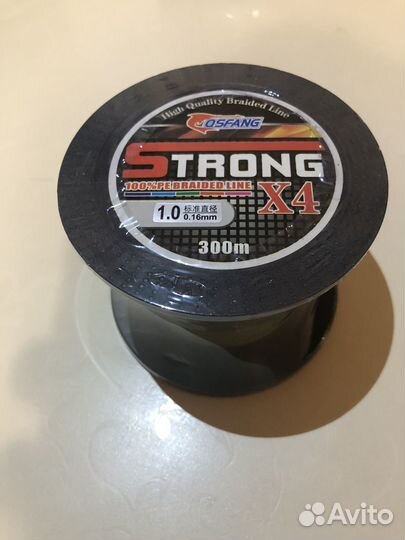 High Quality Braided Line
JOSFANG
STRONG
100%PE BRAIDED LINE
X4
1.0 标准直径
0.16mm
300m
Avito